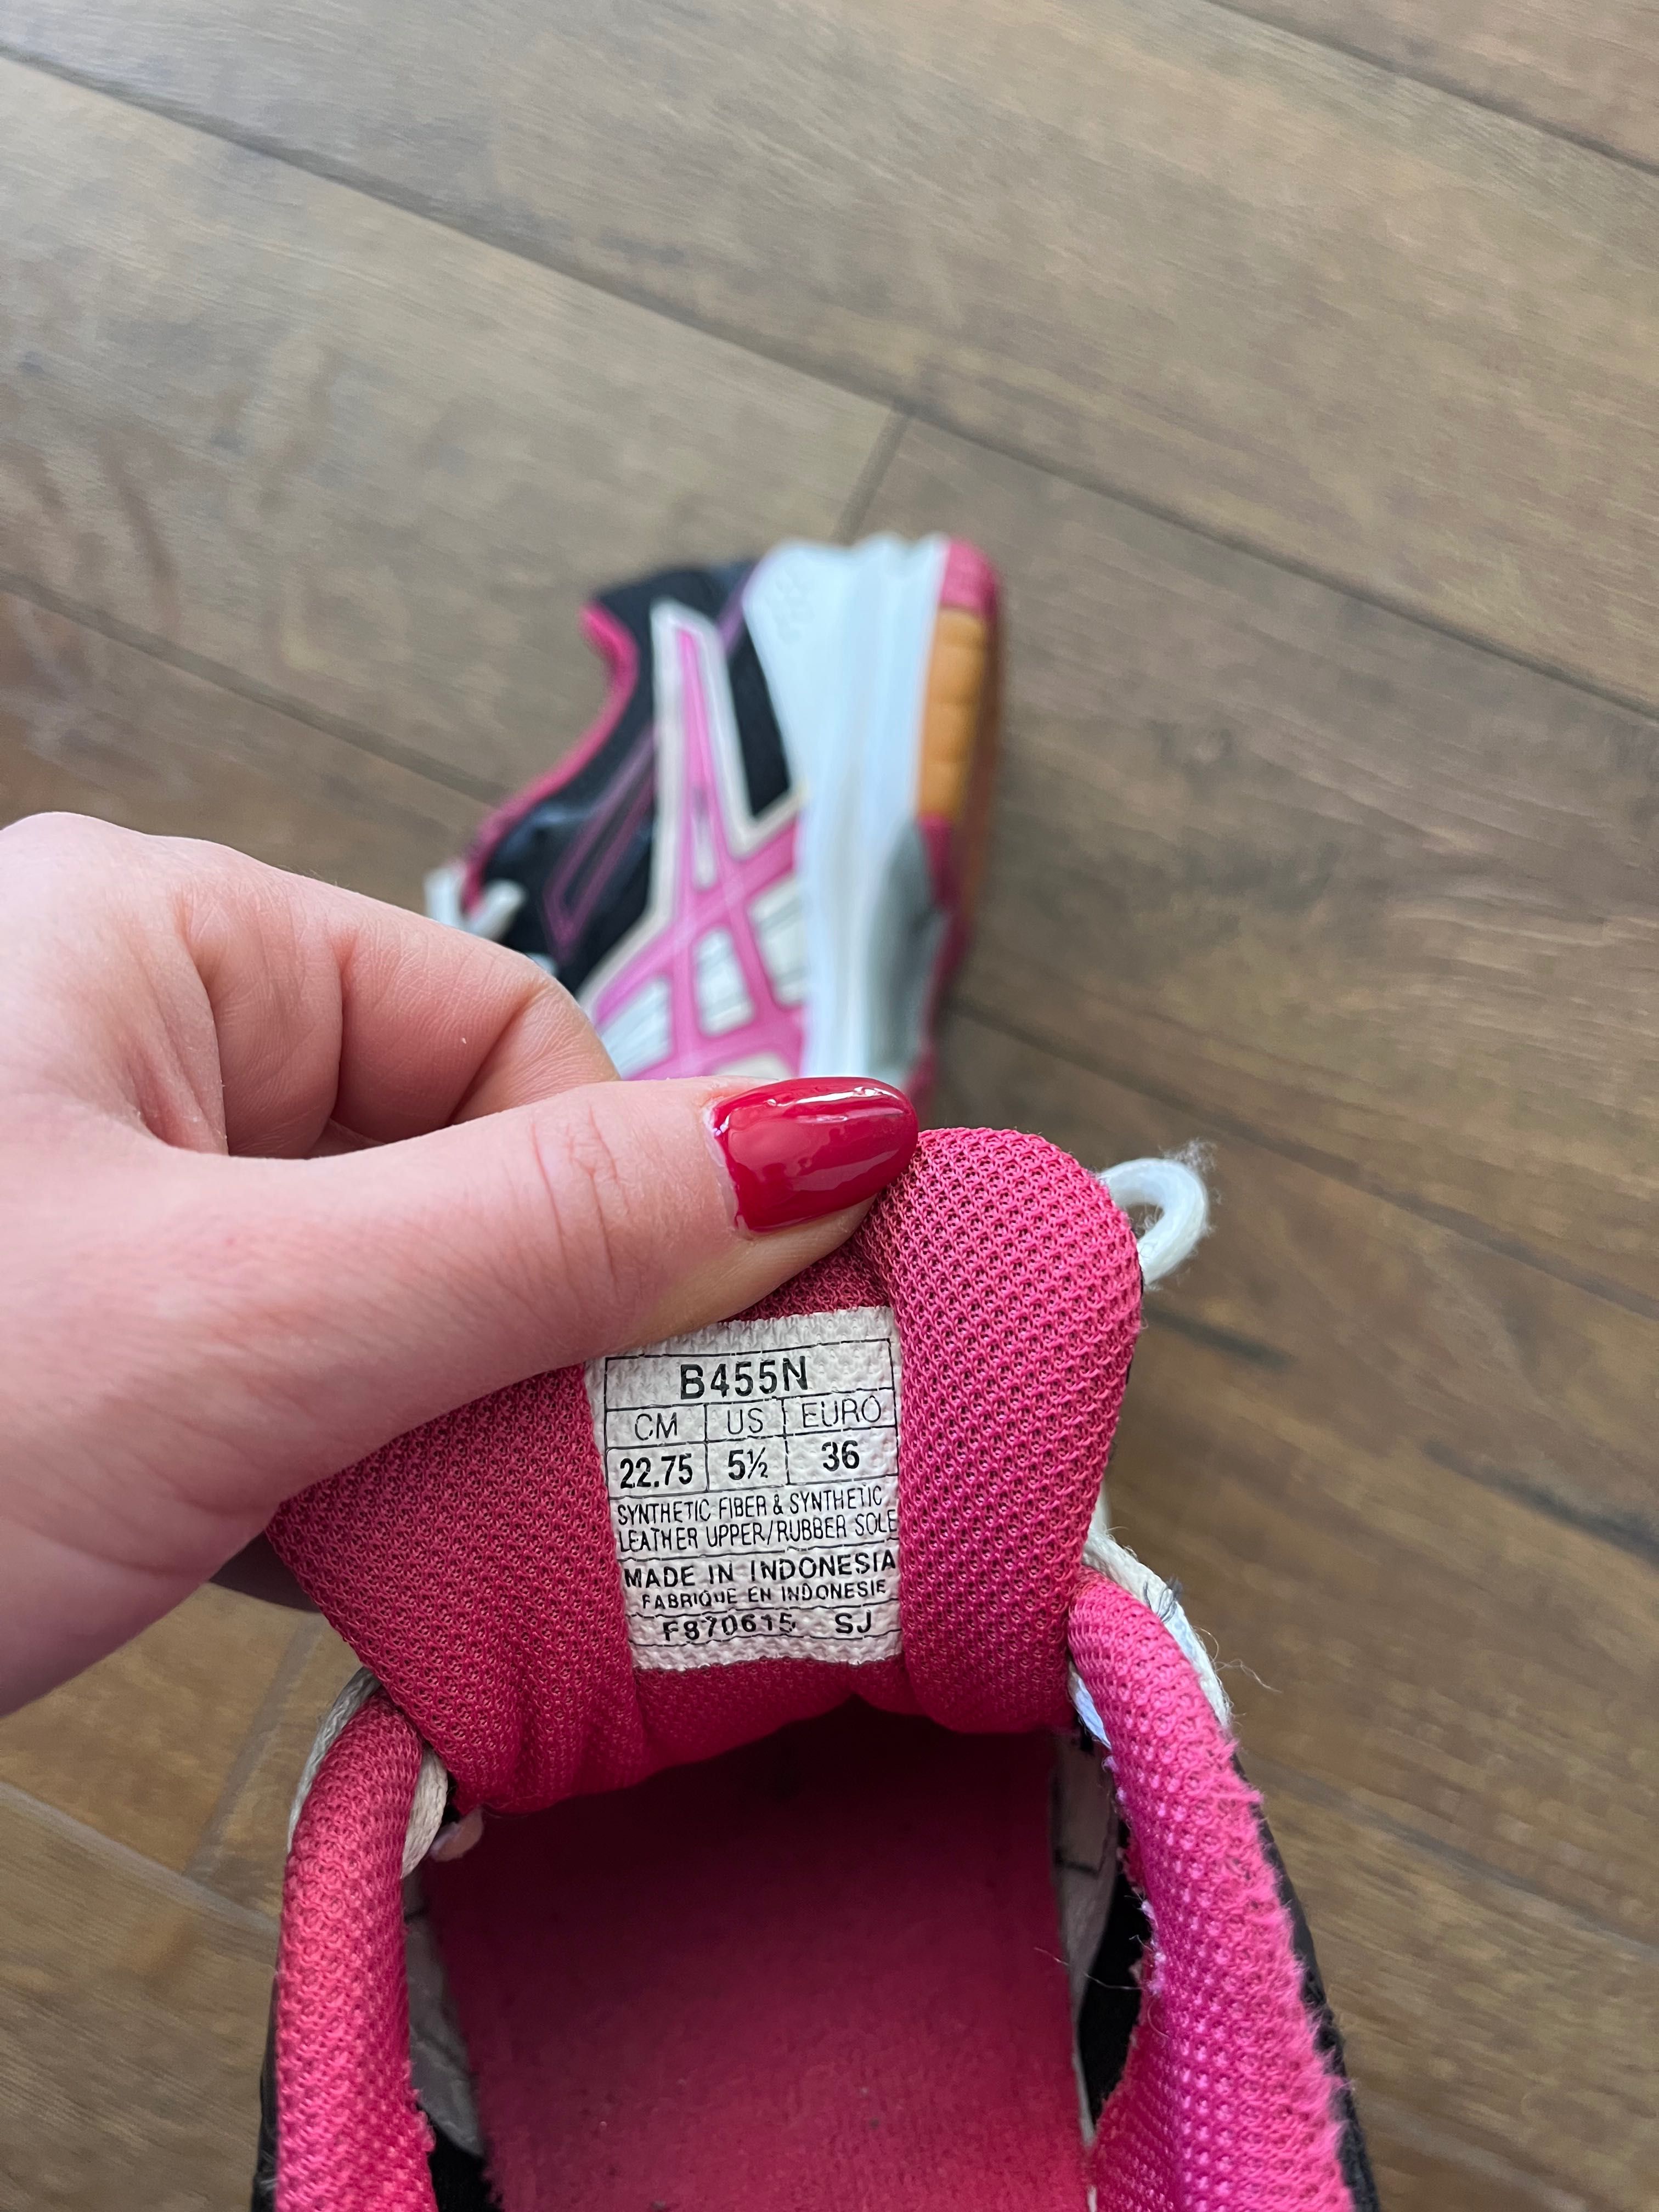 B455N
CM US EURO
22.75 5½ 36
SYNTHETIC FIBER & SYNTHETIC
LEATHER UPPER/RUBBER SOLE
MADE IN INDONESIA
FABRIQUE EN INDONESIE
F870615 SJ